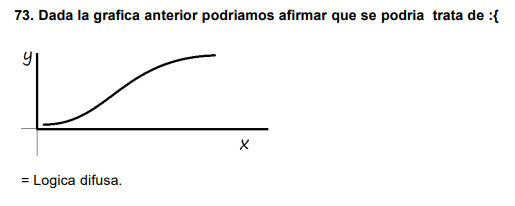 73. Dada la grafica anterior podriamos afirmar que se podria  trata de :{
y
x
= Logica difusa.